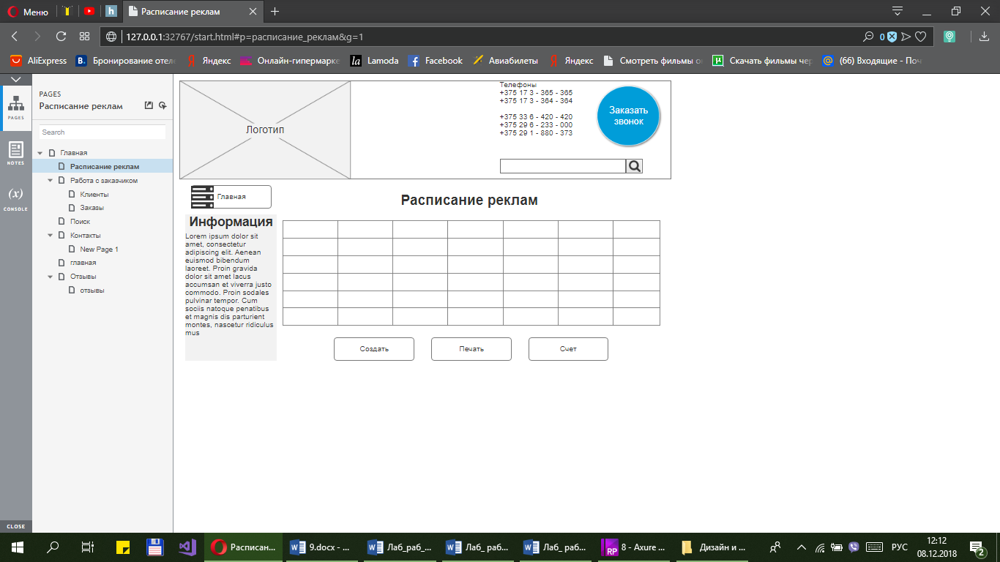 Меню
h
Расписание реклам
127.0.0.1:32767/start.html#p=расписание_реклам&g=1
0
AliExpress
B. Бронирование отеле
Я Яндекс
Онлайн-гипермарке
la Lamoda
Facebook
Авиабилеты
Я Яндекс
Смотреть фильмы о
Скачать фильмы чер
(66) Входящие - Поч
PAGES
NOTES
(x)
CONSOLE
CLOSE
PAGES
Расписание реклам
Search
Главная
Расписание реклам
Работа с заказчиком
Клиенты
Заказы
Поиск
Контакты
New Page 1
главная
Отзывы
отзывы
Логотип
Телефоны
+375 17 3 - 365 - 365
+375 17 3 - 364 - 364
+375 33 6 - 420 - 420
+375 29 6 - 233 - 000
+375 29 1 - 880 - 373
Заказать
звонок
Главная
Расписание реклам
Информация
Lorem ipsum dolor sit
amet, consectetur
adipiscing elit. Aenean
euismod bibendum
laoreet. Proin gravida
dolor sit amet lacus
accumsan et viverra justo
commodo. Proin sodales
pulvinar tempor. Cum
sociis natoque penatibus
et magnis dis parturient
montes, nascetur ridiculus
mus
Создать
Печать
Счет
Расписан...
9.docx - ...
Лаб_раб_...
Лаб_ раб...
Лаб_ раб...
RP 8 - Axure ...
Дизайн и ...
РУС
12:12
08.12.2018
2